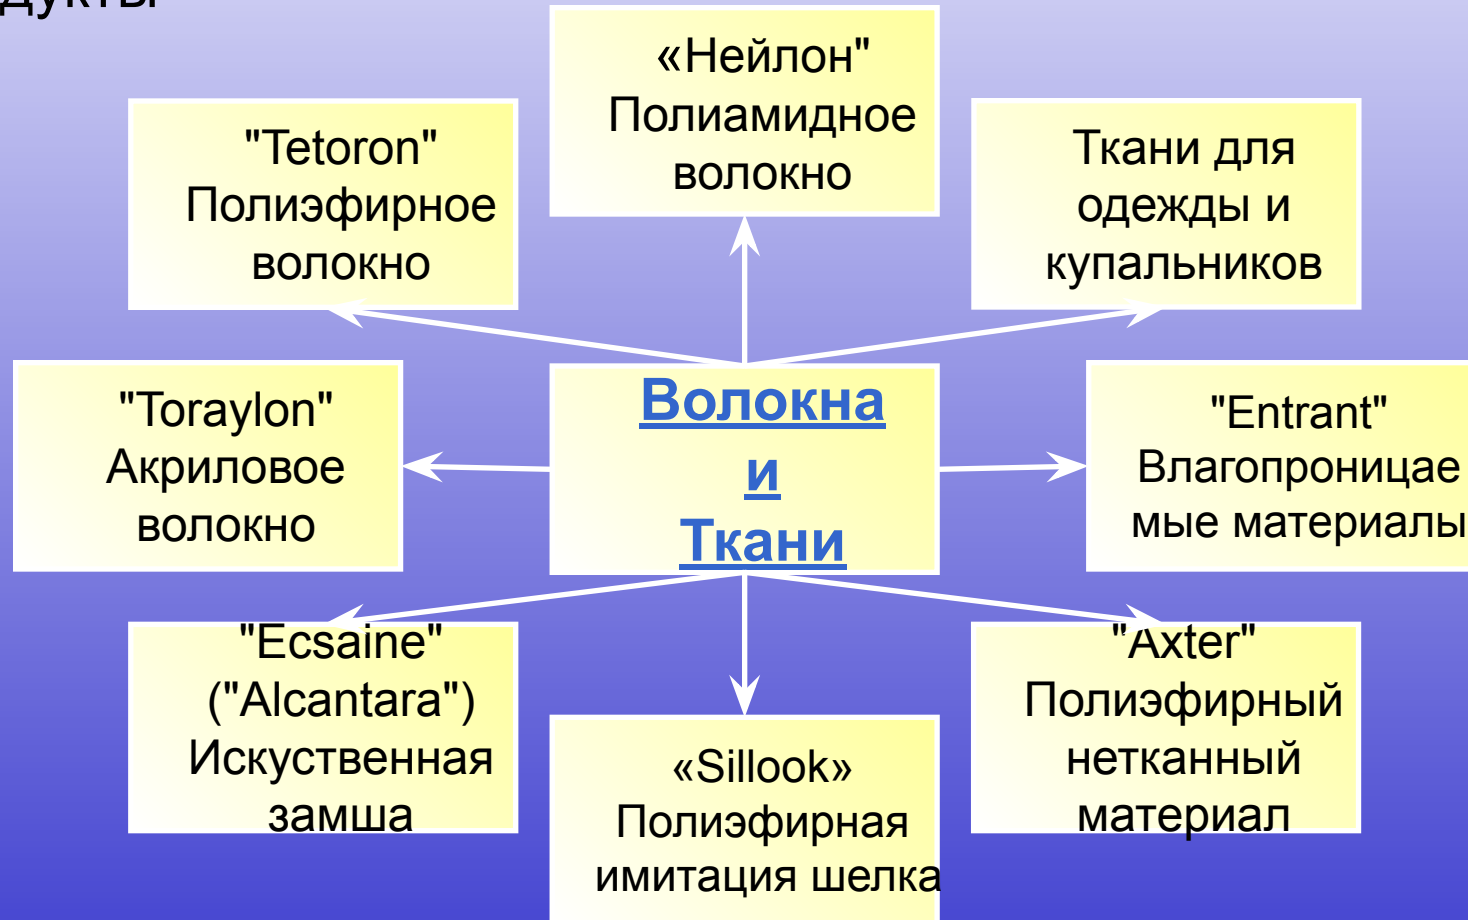 дукты
«Нейлон"
Полиамидное
волокно
"Tetoron"
Полиэфирное
волокно
Ткани для
одежды и
купальников
"Toraylon"
Акриловое
волокно
Волокна
и
Ткани
"Entrant"
Влагопроницае
мые материалы
"Ecsaine"
("Alcantara")
Искуственная
замша
«Sillook»
Полиэфирная
имитация шелка
"Axter"
Полиэфирный
нетканный
материал